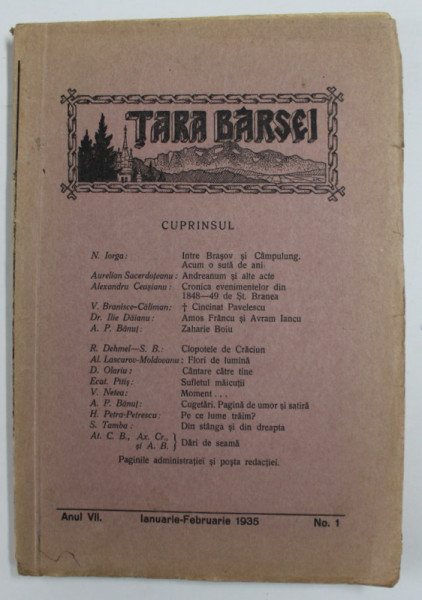 ȚARA BÂRSEI
CUPRINSUL
N. Iorga: Intre Brașov și Câmpulung.
Acum o sută de ani.
Aurelian Sacerdoțeanu: Andreanum și alte acte
Alexandru Ceușianu: Cronica evenimentelor din
1848—49 de Șt. Branea
V. Branisce-Căliman: † Cincinat Pavelescu
Dr. Ilie Dăianu: Amos Frâncu și Avram Iancu
A. P. Bănuț: Zaharie Boiu
R. Dehmel—S. B.: Clopotele de Crăciun
Al. Lascarov-Moldovanu: Flori de lumină
D. Olariu: Cântare către tine
Ecat. Pitiș: Sufletul măicuții
V. Netea: Moment . . .
A. P. Bănuț: Cugetări. Pagină de umor și satiră
H. Petra-Petrescu: Pe ce lume trăim?
S. Tamba: Din stânga și din dreapta
At. C. B., Ax. Cr., și A. B. } Dări de seamă
Paginile administrației și poșta redacției.
Anul VII. Ianuarie-Februarie 1935 No. 1